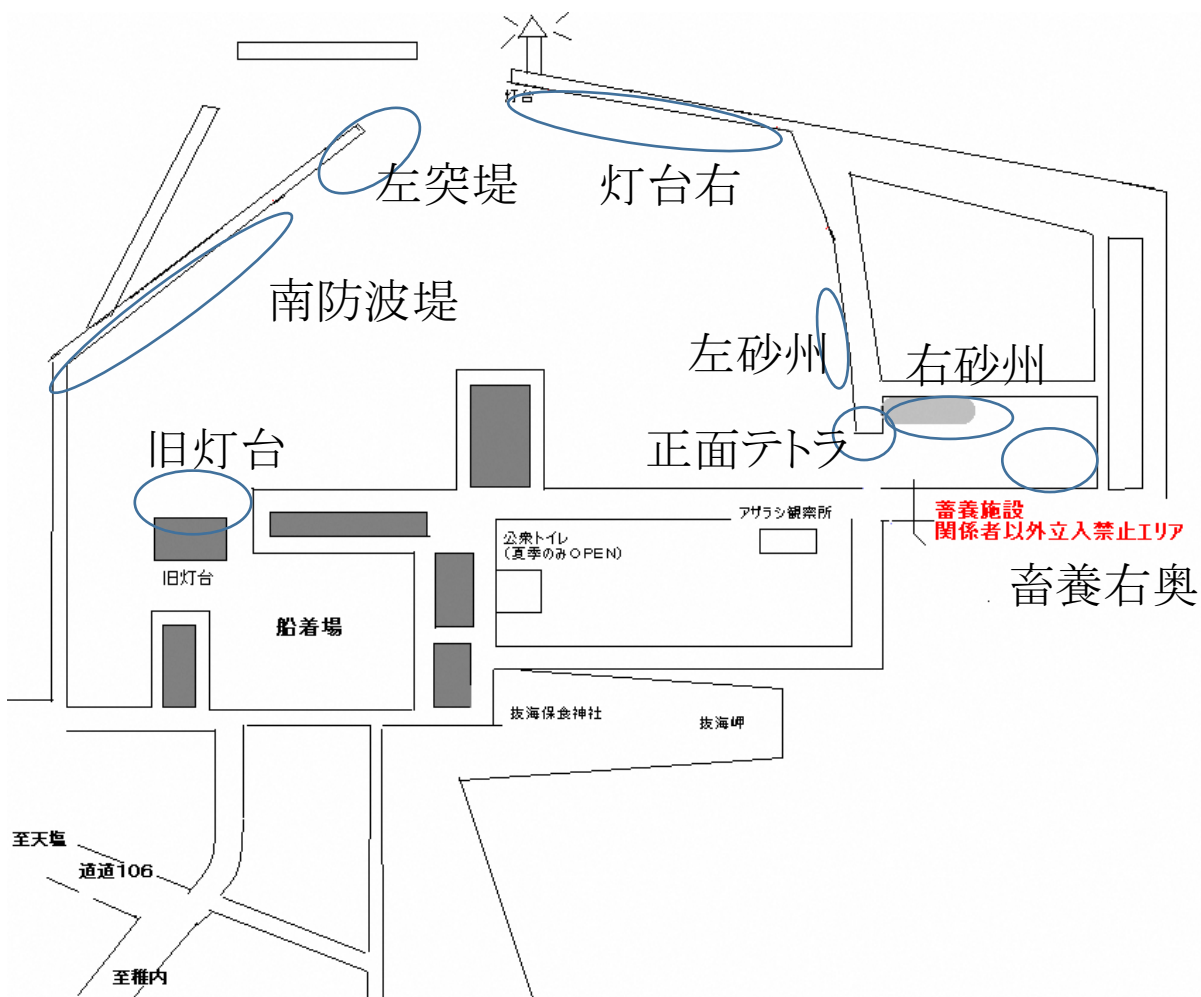 灯台
左突堤
灯台右
南防波堤
左砂州
右砂州
旧灯台
正面テトラ
アザラシ観察所
蓄養施設
関係者以外立入禁止エリア
公衆トイレ
(夏季のみOPEN)
旧灯台
畜養右奥
船着場
抜海保食神社
抜海岬
至天塩
道道106
至稚内